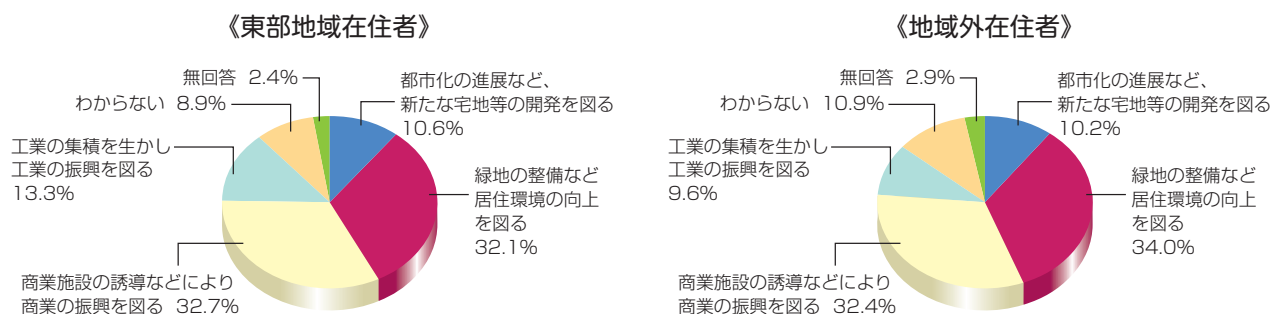 《東部地域在住者》
無回答 2.4%
わからない 8.9%
工業の集積を生かし
工業の振興を図る
13.3%
商業施設の誘導などにより
商業の振興を図る 32.7%
都市化の進展など、
新たな宅地等の開発を図る
10.6%
緑地の整備など
居住環境の向上
を図る
32.1%
《地域外在住者》
無回答 2.9%
わからない 10.9%
工業の集積を生かし
工業の振興を図る
9.6%
商業施設の誘導などにより
商業の振興を図る 32.4%
都市化の進展など、
新たな宅地等の開発を図る
10.2%
緑地の整備など
居住環境の向上
を図る
34.0%